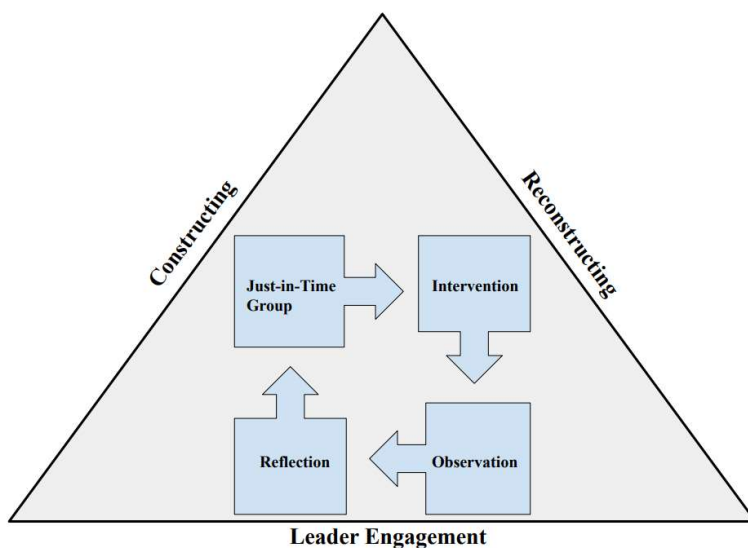 Constructing
Reconstructing
Just-in-Time
Group
Intervention
Reflection
Observation
Leader Engagement